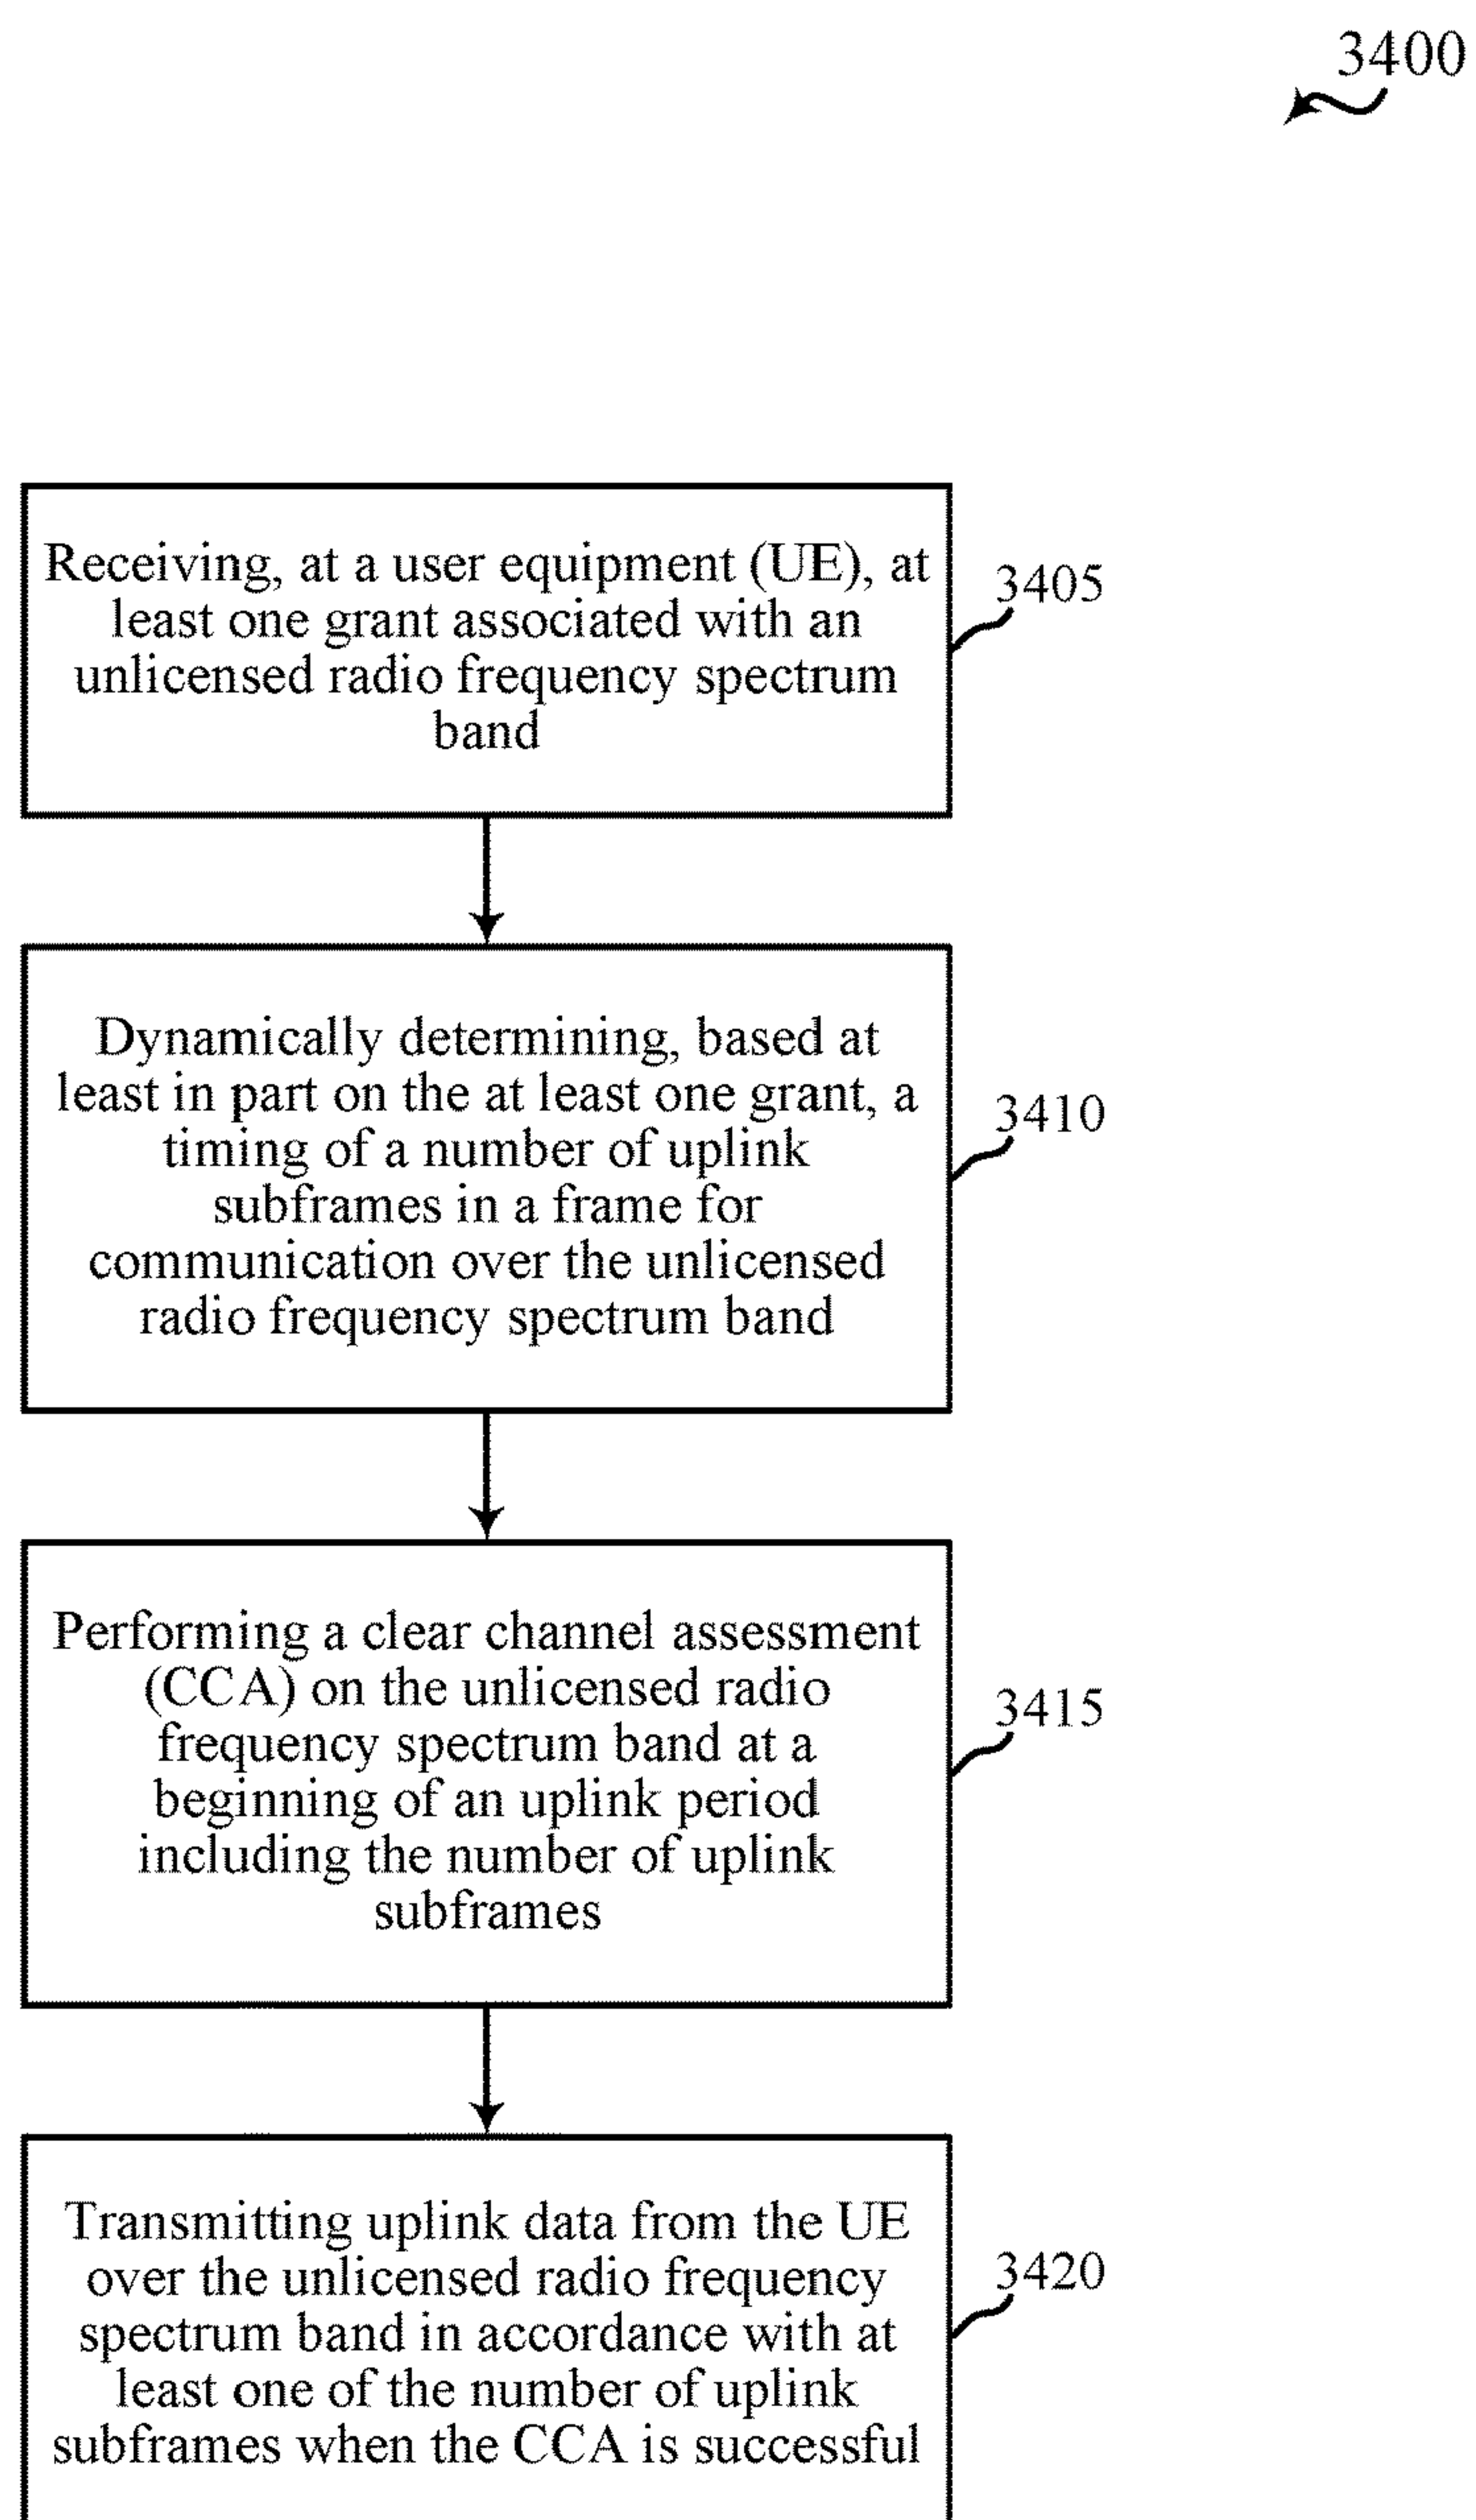 3400
Receiving, at a user equipment (UE), at
least one grant associated with an
unlicensed radio frequency spectrum
band
3405
Dynamically determining, based at
least in part on the at least one grant, a
timing of a number of uplink
subframes in a frame for
communication over the unlicensed
radio frequency spectrum band
3410
Performing a clear channel assessment
(CCA) on the unlicensed radio
frequency spectrum band at a
beginning of an uplink period
including the number of uplink
subframes
3415
Transmitting uplink data from the UE
over the unlicensed radio frequency
spectrum band in accordance with at
least one of the number of uplink
subframes when the CCA is successful
3420